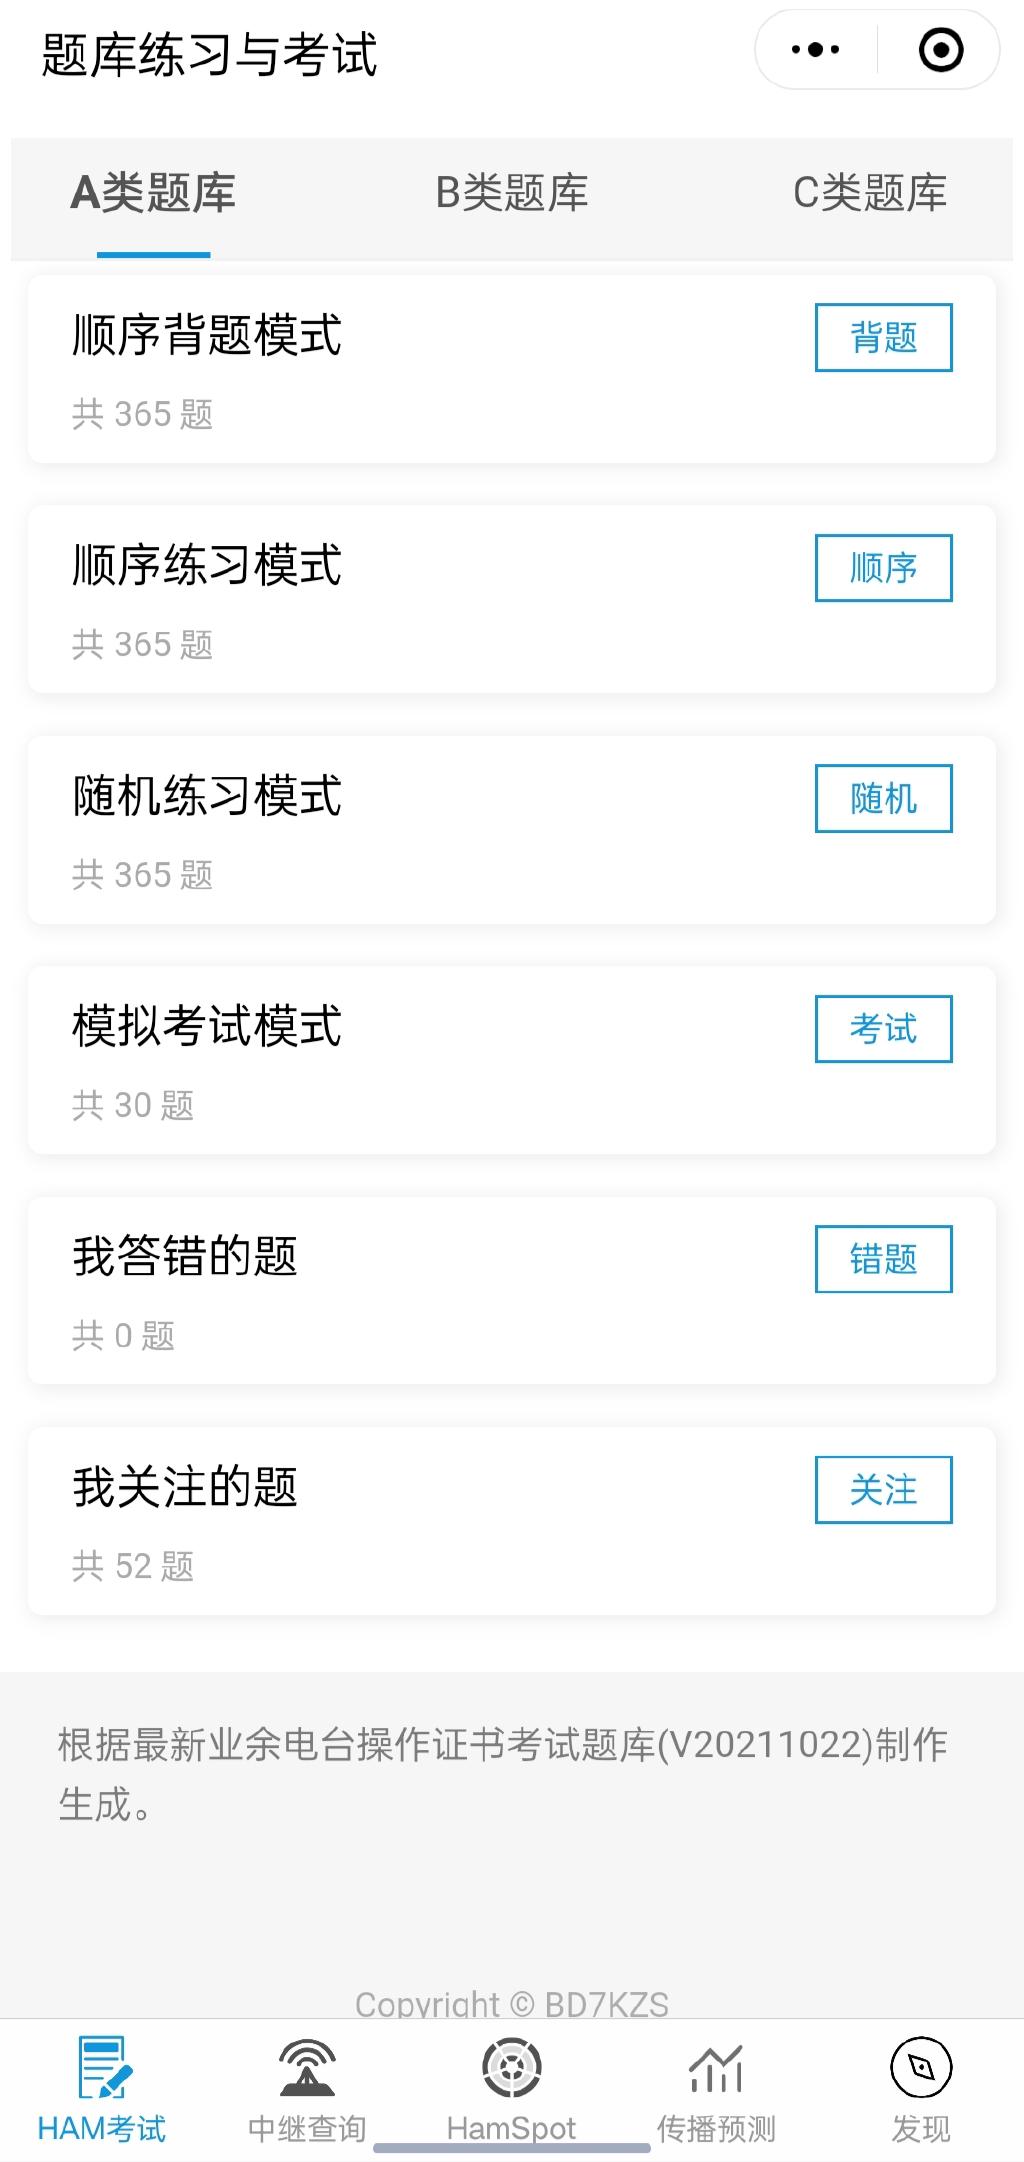 题库练习与考试
A类题库 B类题库 C类题库
顺序背题模式 背题
共 365 题
顺序练习模式 顺序
共 365 题
随机练习模式 随机
共 365 题
模拟考试模式 考试
共 30 题
我答错的题 错题
共 0 题
我关注的题 关注
共 52 题
根据最新业余电台操作证书考试题库(V20211022)制作
生成。
Copyright © BD7KZS
HAM考试 中继查询 HamSpot 传播预测 发现